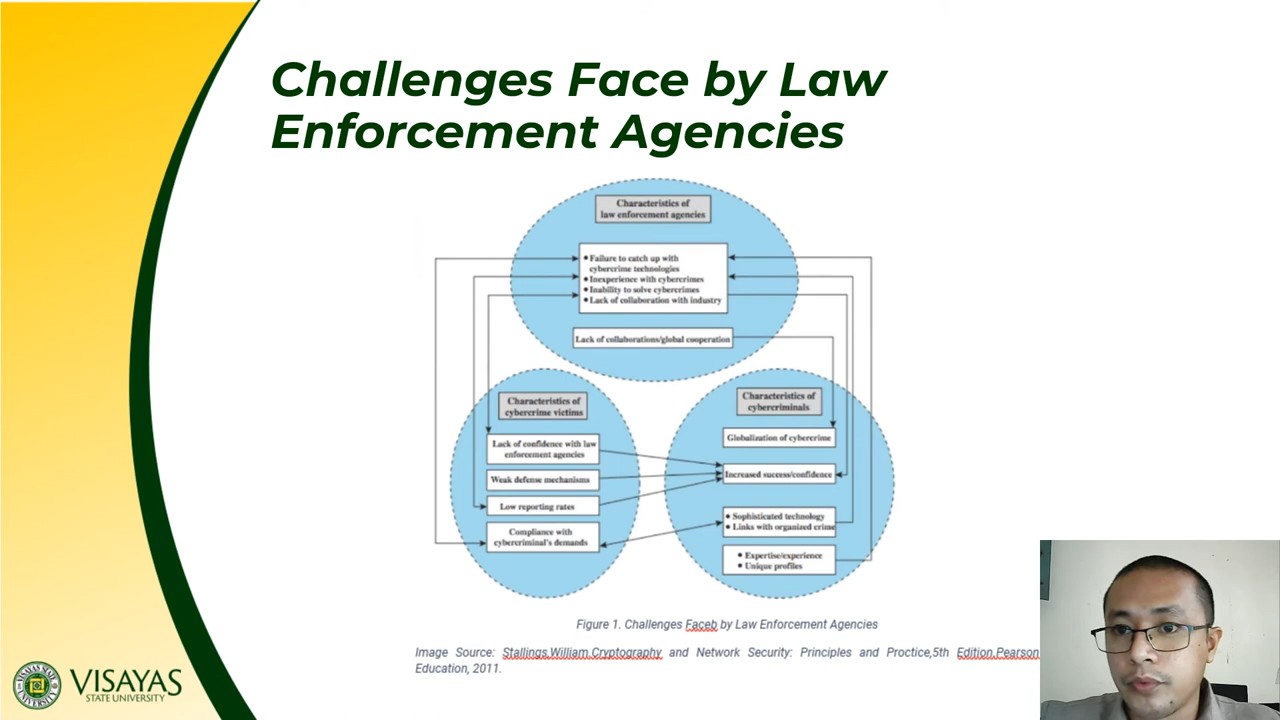 Challenges Face by Law
Enforcement Agencies
Characteristics of
law enforcement agencies
• Failure to catch up with
cybercrime technologies
• Inexperience with cybercrimes
• Inability to solve cybercrimes
• Lack of collaboration with industry
Lack of collaborations/global cooperation
Characteristics of
cybercrime victims
Lack of confidence with law
enforcement agencies
Weak defense mechanisms
Low reporting rates
Compliance with
cybercriminal's demands
Characteristics of
cybercriminals
Globalization of cybercrime
Increased success/confidence
• Sophisticated technology
• Links with organized crime
• Expertise/experience
• Unique profiles
Figure 1. Challenges Faceb by Law Enforcement Agencies
Image Source: Stallings,William.Cryptography and Network Security: Principles and Proctice,5th Edition.Pearson
Education, 2011.
VISAYAS
STATE UNIVERSITY